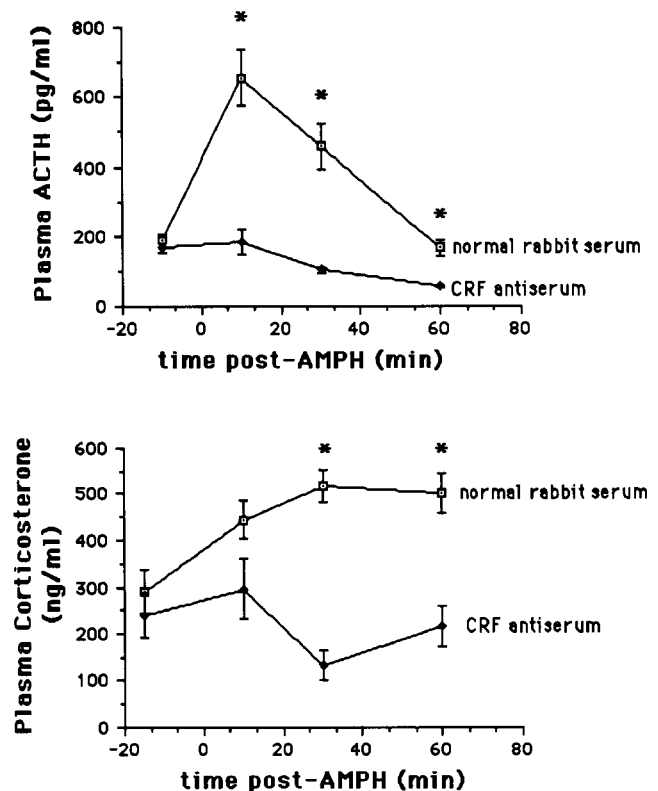 *
800
*
600
400
*
200
normal rabbit serum
CRF antiserum
0
-20 0 20 40 60 80
Plasma ACTH (pg/ml)
time post-AMPH (min)
600
* *
500
normal rabbit serum
400
300
200
CRF antiserum
100
0
-20 0 20 40 60 80
Plasma Corticosterone
(ng/ml)
time post-AMPH (min)